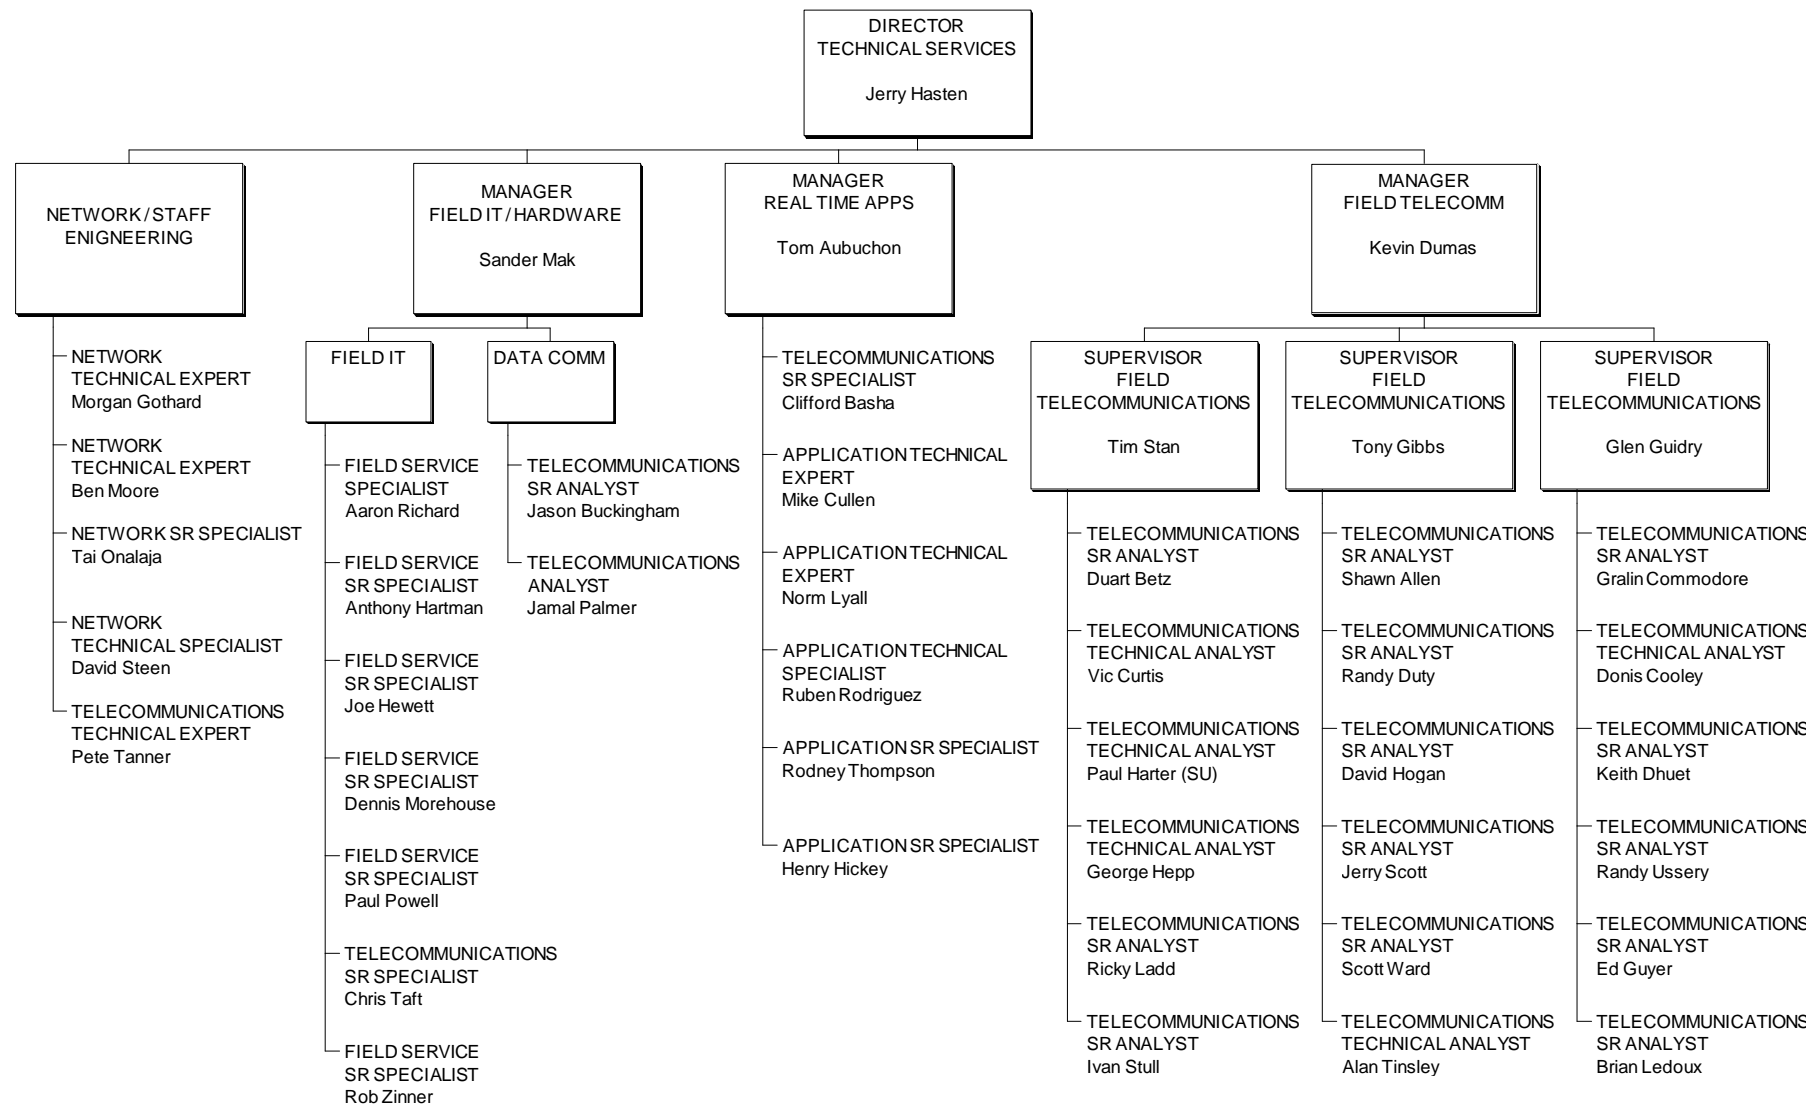 DIRECTOR
TECHNICAL SERVICES
Jerry Hasten
NETWORK / STAFF
ENIGNEERING
NETWORK
TECHNICAL EXPERT
Morgan Gothard
NETWORK
TECHNICAL EXPERT
Ben Moore
NETWORK SR SPECIALIST
Tai Onalaja
NETWORK
TECHNICAL SPECIALIST
David Steen
TELECOMMUNICATIONS
TECHNICAL EXPERT
Pete Tanner
MANAGER
FIELD IT / HARDWARE
Sander Mak
FIELD IT
FIELD SERVICE
SPECIALIST
Aaron Richard
FIELD SERVICE
SR SPECIALIST
Anthony Hartman
FIELD SERVICE
SR SPECIALIST
Joe Hewett
FIELD SERVICE
SR SPECIALIST
Dennis Morehouse
FIELD SERVICE
SR SPECIALIST
Paul Powell
TELECOMMUNICATIONS
SR SPECIALIST
Chris Taft
FIELD SERVICE
SR SPECIALIST
Rob Zinner
DATA COMM
TELECOMMUNICATIONS
SR ANALYST
Jason Buckingham
TELECOMMUNICATIONS
ANALYST
Jamal Palmer
MANAGER
REAL TIME APPS
Tom Aubuchon
TELECOMMUNICATIONS
SR SPECIALIST
Clifford Basha
APPLICATION TECHNICAL
EXPERT
Mike Cullen
APPLICATION TECHNICAL
EXPERT
Norm Lyall
APPLICATION TECHNICAL
SPECIALIST
Ruben Rodriguez
APPLICATION SR SPECIALIST
Rodney Thompson
APPLICATION SR SPECIALIST
Henry Hickey
MANAGER
FIELD TELECOMM
Kevin Dumas
SUPERVISOR
FIELD
TELECOMMUNICATIONS
Tim Stan
TELECOMMUNICATIONS
SR ANALYST
Duart Betz
TELECOMMUNICATIONS
TECHNICAL ANALYST
Vic Curtis
TELECOMMUNICATIONS
TECHNICAL ANALYST
Paul Harter (SU)
TELECOMMUNICATIONS
TECHNICAL ANALYST
George Hepp
TELECOMMUNICATIONS
SR ANALYST
Ricky Ladd
TELECOMMUNICATIONS
SR ANALYST
Ivan Stull
SUPERVISOR
FIELD
TELECOMMUNICATIONS
Tony Gibbs
TELECOMMUNICATIONS
SR ANALYST
Shawn Allen
TELECOMMUNICATIONS
SR ANALYST
Randy Duty
TELECOMMUNICATIONS
SR ANALYST
David Hogan
TELECOMMUNICATIONS
SR ANALYST
Jerry Scott
TELECOMMUNICATIONS
SR ANALYST
Scott Ward
TELECOMMUNICATIONS
TECHNICAL ANALYST
Alan Tinsley
SUPERVISOR
FIELD
TELECOMMUNICATIONS
Glen Guidry
TELECOMMUNICATIONS
SR ANALYST
Gralin Commodore
TELECOMMUNICATIONS
TECHNICAL ANALYST
Donis Cooley
TELECOMMUNICATIONS
SR ANALYST
Keith Dhuet
TELECOMMUNICATIONS
SR ANALYST
Randy Ussery
TELECOMMUNICATIONS
SR ANALYST
Ed Guyer
TELECOMMUNICATIONS
SR ANALYST
Brian Ledoux